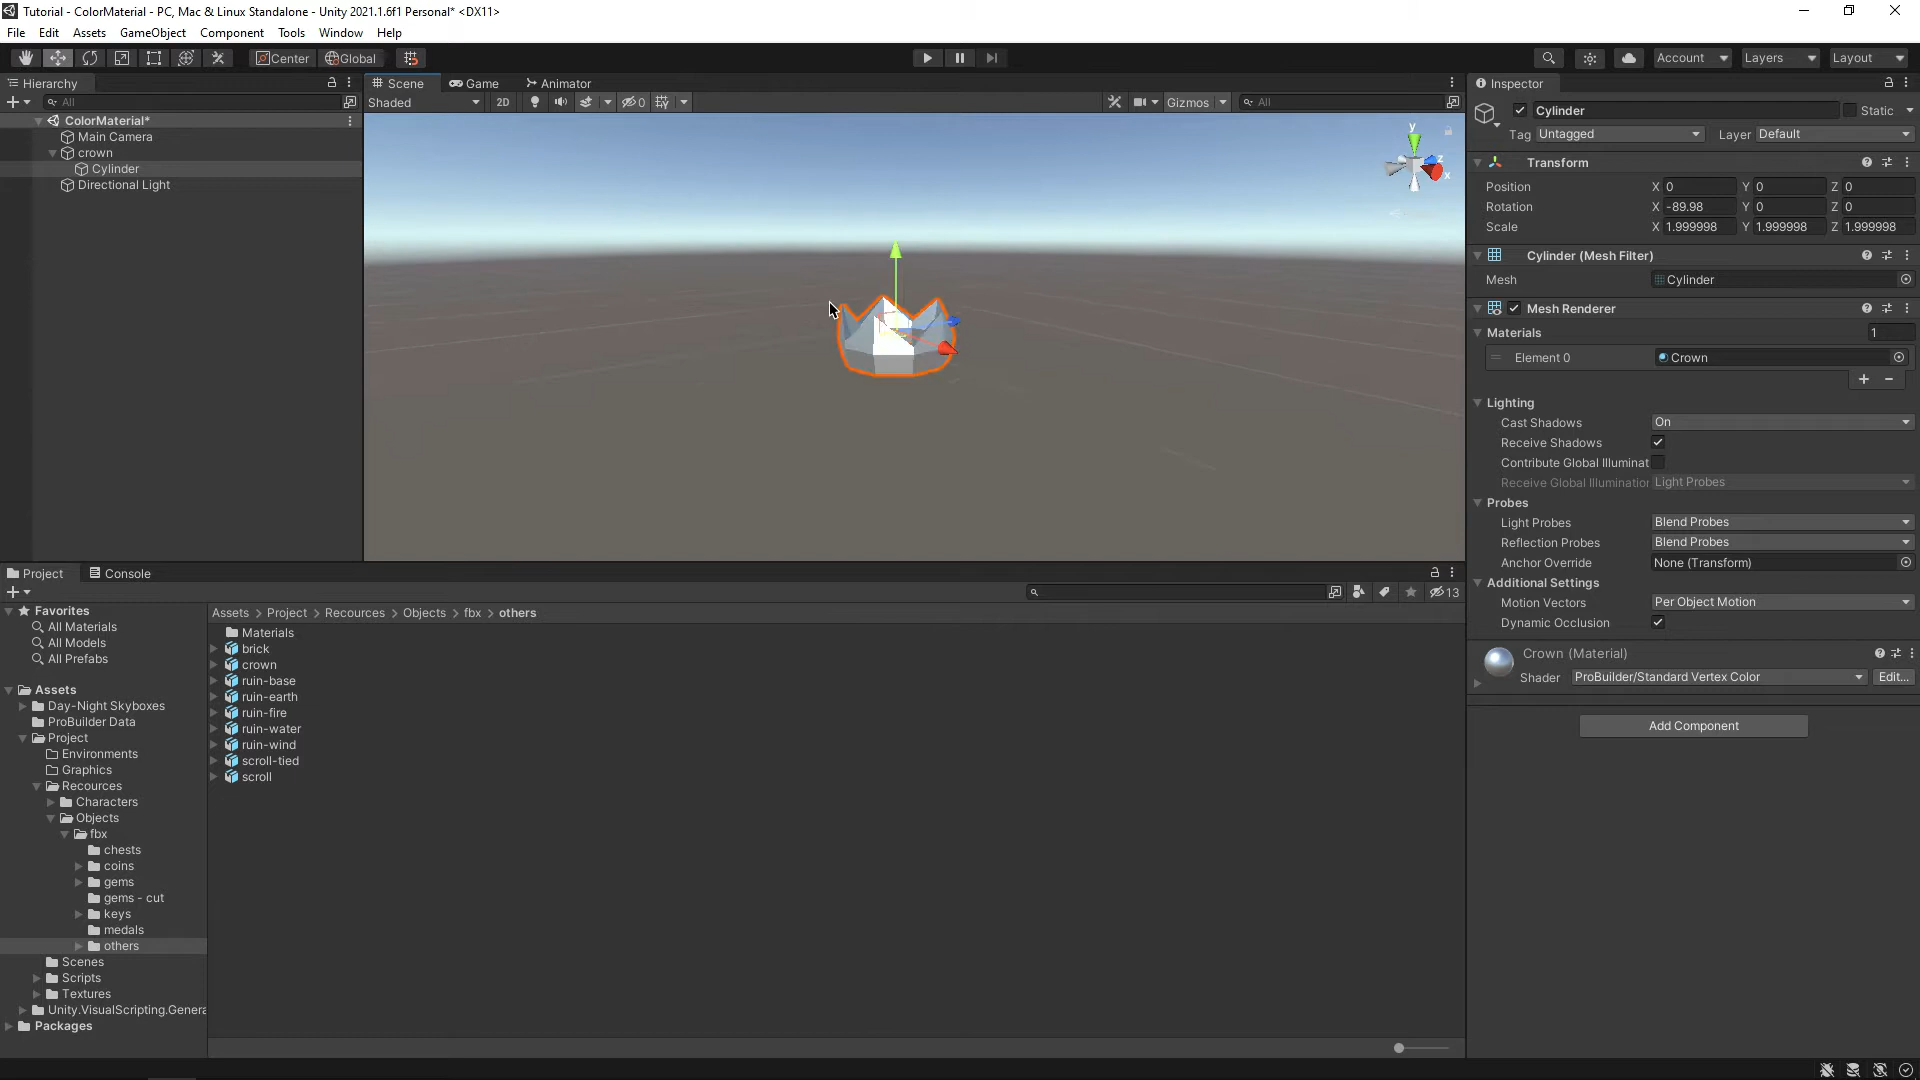 Tutorial - ColorMaterial - PC, Mac & Linux Standalone - Unity 2021.1.6f1 Personal* <DX11>
File Edit Assets GameObject Component Tools Window Help
Center Global Account Layers Layout
Hierarchy
All
ColorMaterial*
Main Camera
crown
Cylinder
Directional Light
Scene Game Animator
Shaded 2D 0 Gizmos All
y
z
x
Inspector
Cylinder Static
Tag Untagged Layer Default
Transform
Position X 0 Y 0 Z 0
Rotation X -89.98 Y 0 Z 0
Scale X 1.999998 Y 1.999998 Z 1.999998
Cylinder (Mesh Filter)
Mesh Cylinder
Mesh Renderer
Materials 1
Element 0 Crown
+ -
Lighting
Cast Shadows On
Receive Shadows
Contribute Global Illuminat
Receive Global Illumination Light Probes
Probes
Light Probes Blend Probes
Reflection Probes Blend Probes
Anchor Override None (Transform)
Additional Settings
Motion Vectors Per Object Motion
Dynamic Occlusion
Crown (Material)
Shader ProBuilder/Standard Vertex Color Edit...
Add Component
Project Console
13
Favorites
All Materials
All Models
All Prefabs
Assets
Day-Night Skyboxes
ProBuilder Data
Project
Environments
Graphics
Recources
Characters
Objects
fbx
chests
coins
gems
gems - cut
keys
medals
others
Scenes
Scripts
Textures
Unity.VisualScripting.Genera
Packages
Assets > Project > Recources > Objects > fbx > others
Materials
brick
crown
ruin-base
ruin-earth
ruin-fire
ruin-water
ruin-wind
scroll-tied
scroll